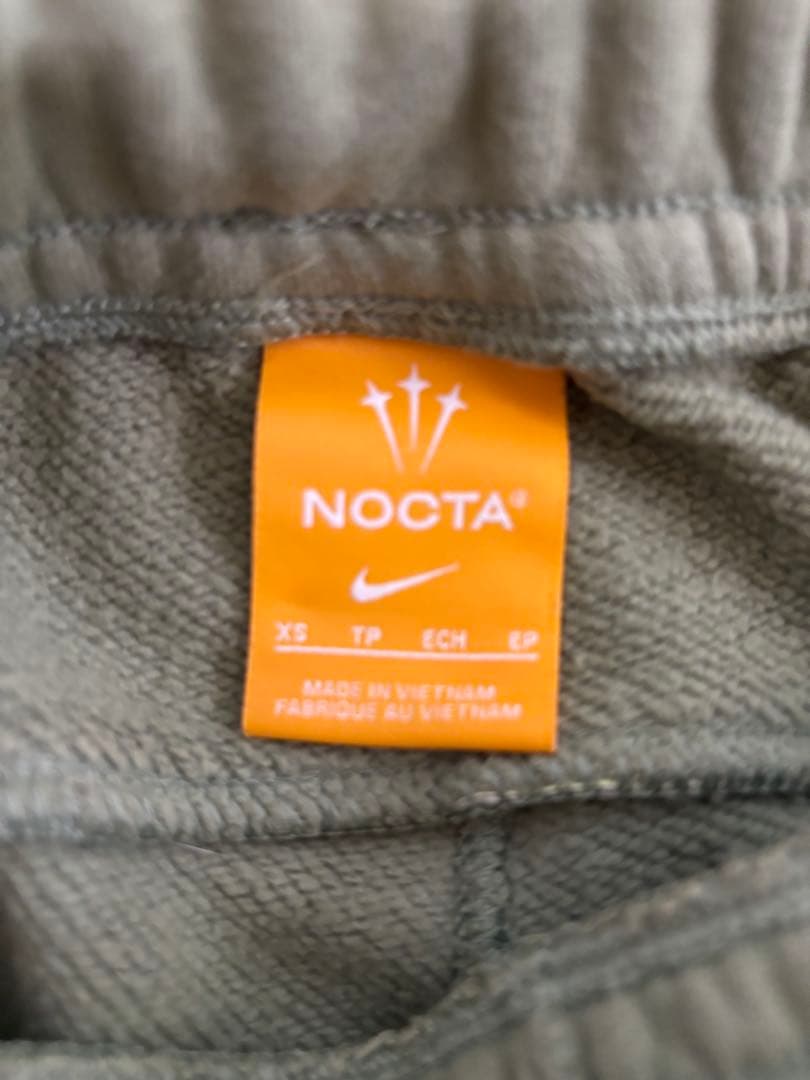 NOCTA®
XS TP ECH EP
MADE IN VIETNAM
FABRIQUÉ AU VIETNAM